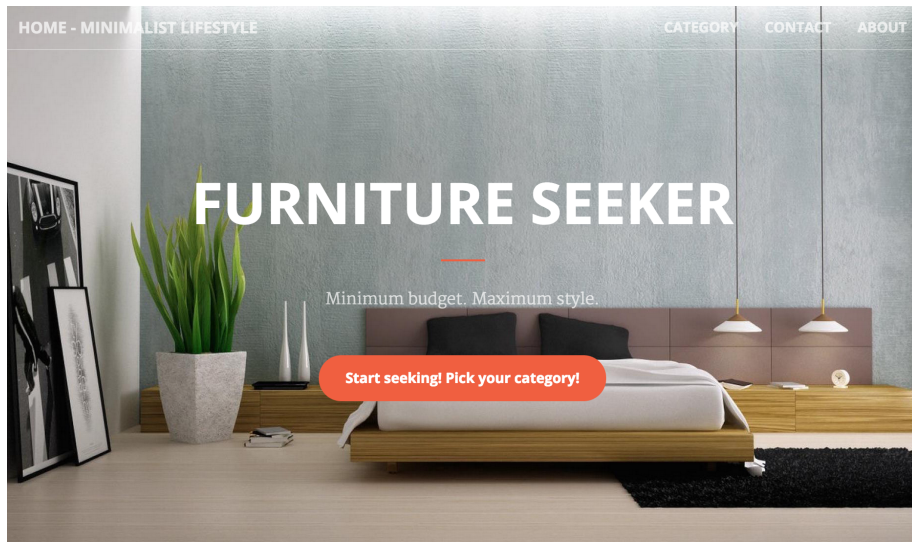 HOME - MINIMALIST LIFESTYLE
CATEGORY CONTACT ABOUT
FURNITURE SEEKER
Minimum budget. Maximum style.
Start seeking! Pick your category!